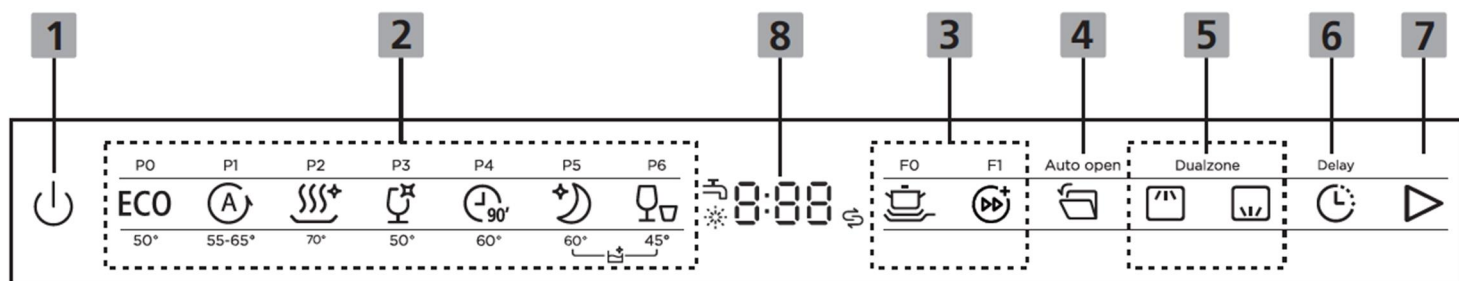 1 2 8 3 4 5 6 7
P0 P1 P2 P3 P4 P5 P6 F0 F1 Auto open Dualzone Delay
ECO A 90' 8:88
50° 55-65° 70° 50° 60° 60° 45°